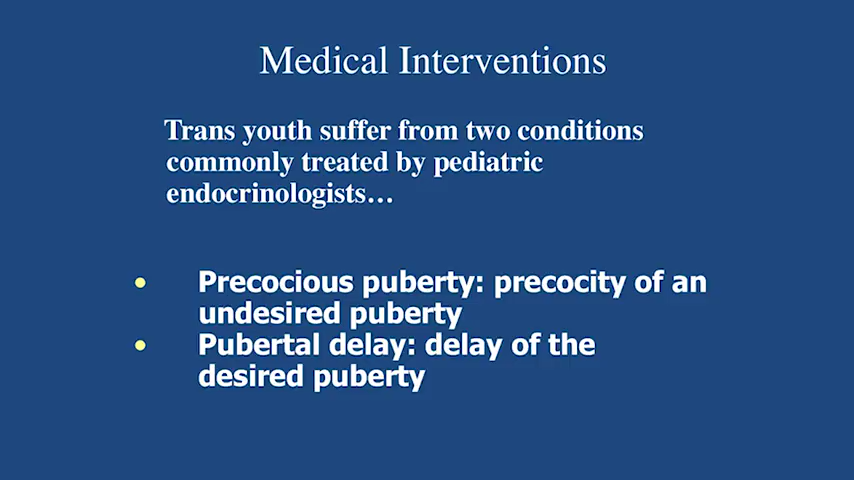 Medical Interventions
Trans youth suffer from two conditions
commonly treated by pediatric
endocrinologists…
• Precocious puberty: precocity of an
undesired puberty
• Pubertal delay: delay of the
desired puberty